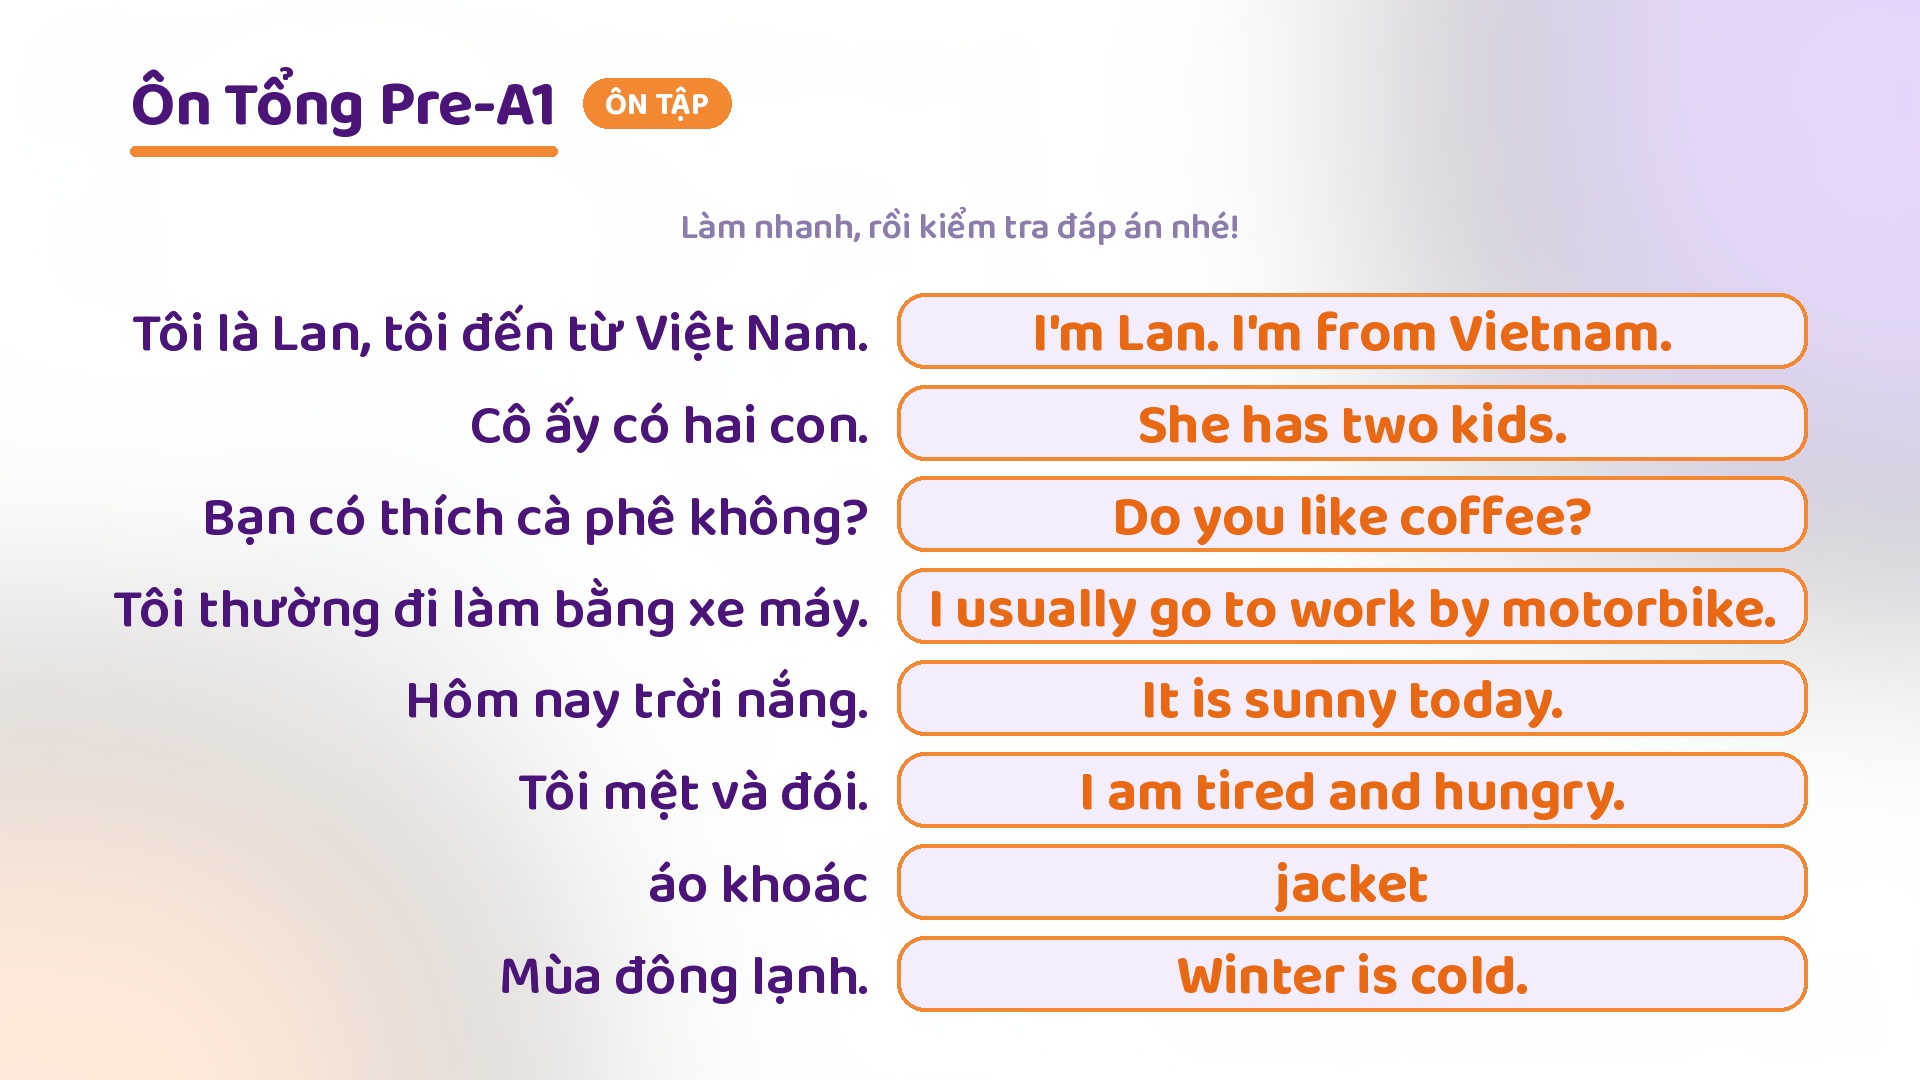 Ôn Tổng Pre-A1
ÔN TẬP
Làm nhanh, rồi kiểm tra đáp án nhé!
Tôi là Lan, tôi đến từ Việt Nam.
I'm Lan. I'm from Vietnam.
Cô ấy có hai con.
She has two kids.
Bạn có thích cà phê không?
Do you like coffee?
Tôi thường đi làm bằng xe máy.
I usually go to work by motorbike.
Hôm nay trời nắng.
It is sunny today.
Tôi mệt và đói.
I am tired and hungry.
áo khoác
jacket
Mùa đông lạnh.
Winter is cold.